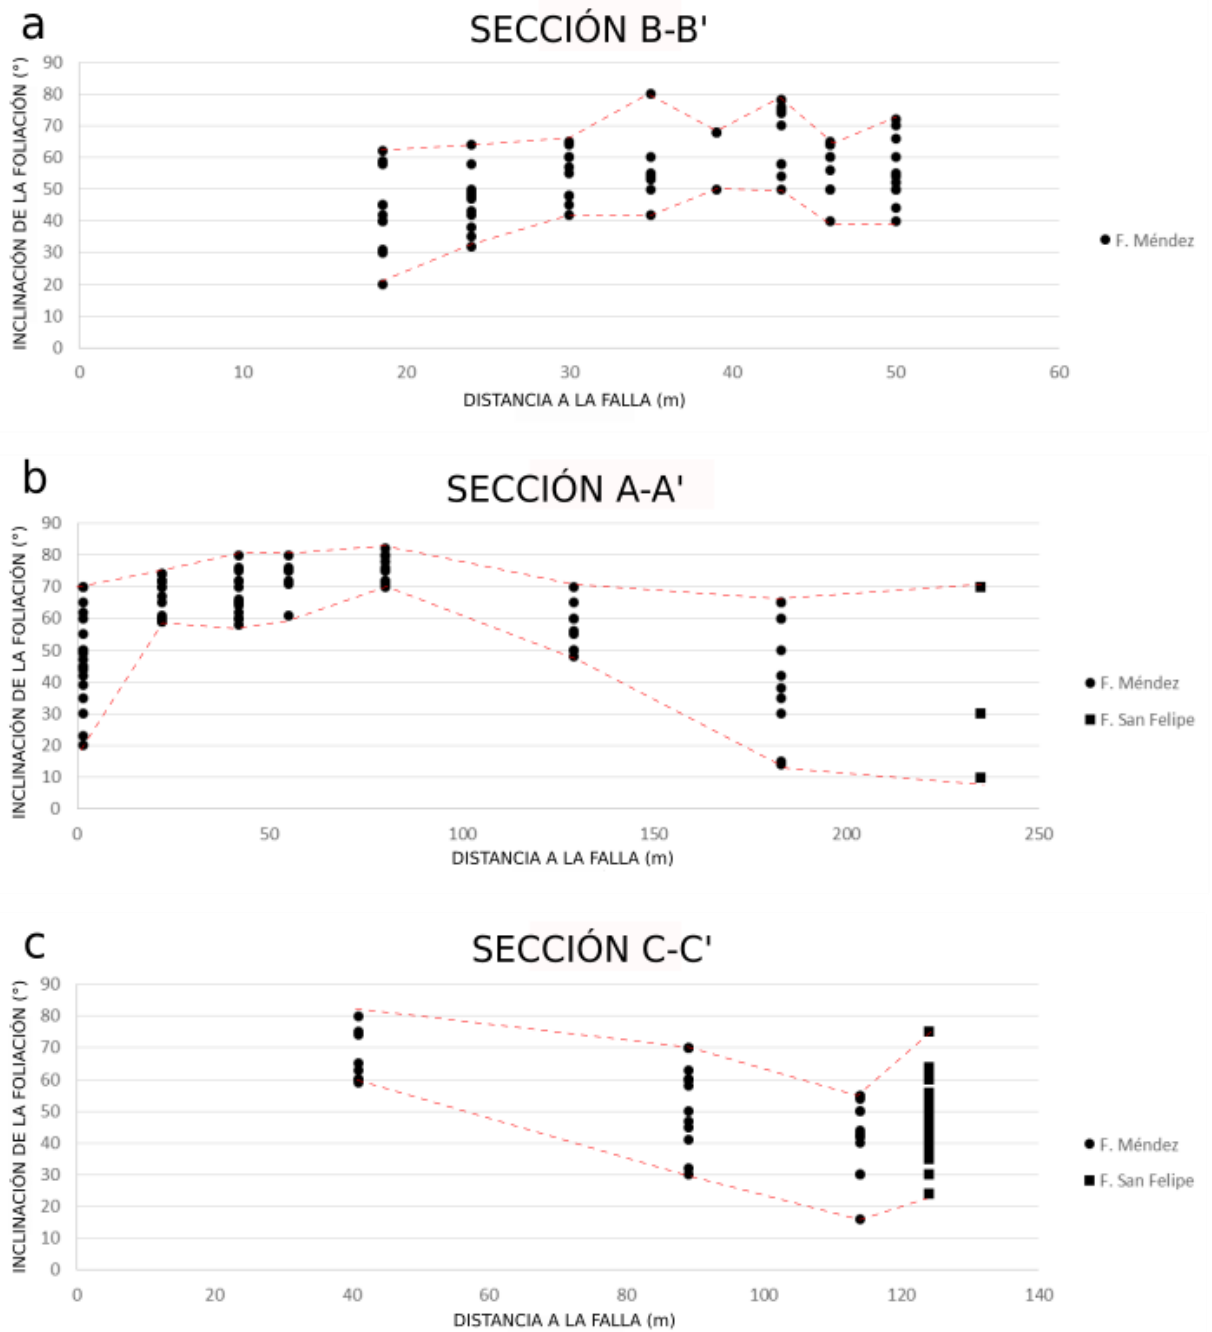 a
SECCIÓN B-B'
INCLINACIÓN DE LA FOLIACIÓN (°)
90
80
70
60
50
40
30
20
10
0
0 10 20 30 40 50 60
DISTANCIA A LA FALLA (m)
F. Méndez
b
SECCIÓN A-A'
INCLINACIÓN DE LA FOLIACIÓN (°)
90
80
70
60
50
40
30
20
10
0
0 50 100 150 200 250
DISTANCIA A LA FALLA (m)
F. Méndez
F. San Felipe
c
SECCIÓN C-C'
INCLINACIÓN DE LA FOLIACIÓN (°)
90
80
70
60
50
40
30
20
10
0
0 20 40 60 80 100 120 140
DISTANCIA A LA FALLA (m)
F. Méndez
F. San Felipe